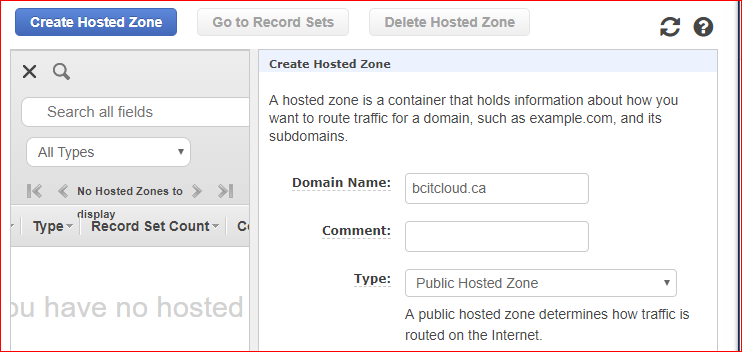 Create Hosted Zone
Go to Record Sets
Delete Hosted Zone
Search all fields
All Types
No Hosted Zones to
display
Type
Record Set Count
ou have no hosted
Create Hosted Zone
A hosted zone is a container that holds information about how you
want to route traffic for a domain, such as example.com, and its
subdomains.
Domain Name:
bcitcloud.ca
Comment:
Type:
Public Hosted Zone
A public hosted zone determines how traffic is
routed on the Internet.